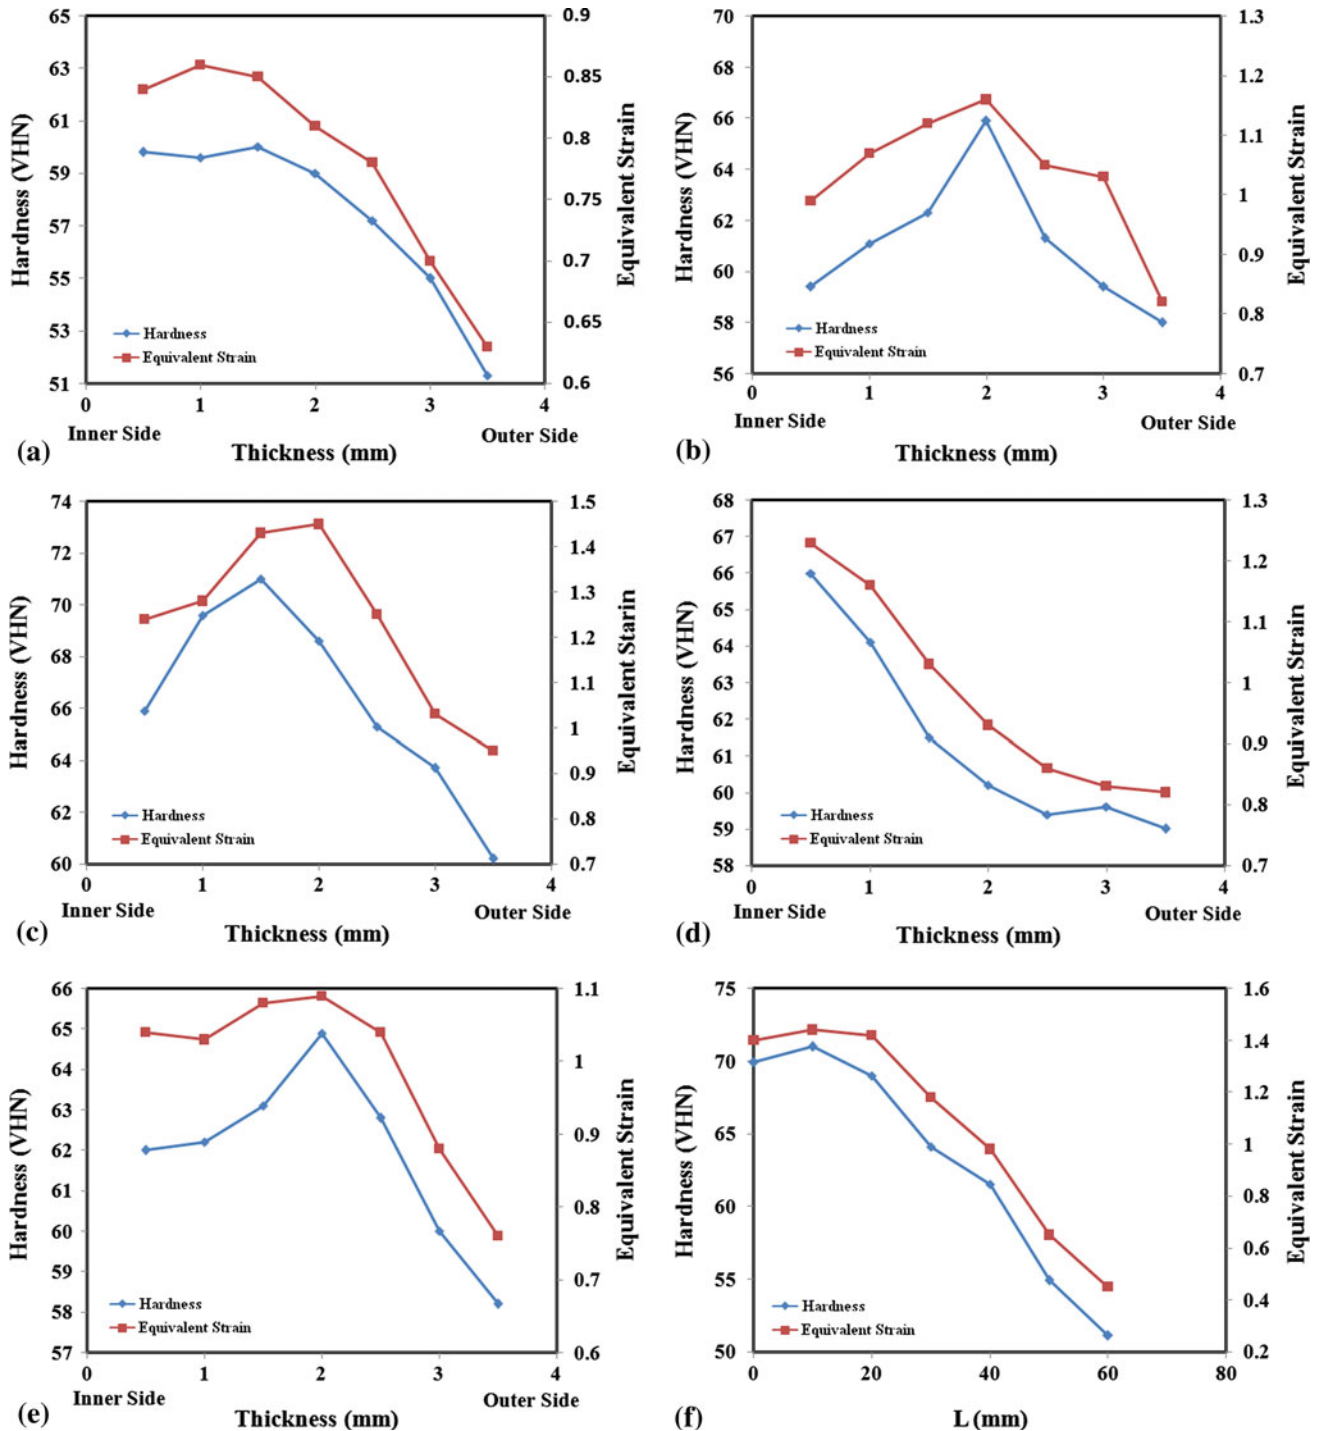 65
63
61
59
57
55
53
51
Hardness (VHN)
0.9
0.85
0.8
0.75
0.7
0.65
0.6
Equivalent Strain
Hardness
Equivalent Strain
0 1 2 3 4
Inner Side Outer Side
(a) Thickness (mm)
70
68
66
64
62
60
58
56
Hardness (VHN)
1.3
1.2
1.1
1
0.9
0.8
0.7
Equivalent Strain
Hardness
Equivalent Strain
0 1 2 3 4
Inner Side Outer Side
(b) Thickness (mm)
74
72
70
68
66
64
62
60
Hardness (VHN)
1.5
1.4
1.3
1.2
1.1
1
0.9
0.8
0.7
Equivalent Starin
Hardness
Equivalent Strain
0 1 2 3 4
Inner Side Outer Side
(c) Thickness (mm)
68
67
66
65
64
63
62
61
60
59
58
Hardness (VHN)
1.3
1.2
1.1
1
0.9
0.8
0.7
Equivalent Strain
Hardness
Equivalent Strain
0 1 2 3 4
Inner Side Outer Side
(d) Thickness (mm)
66
65
64
63
62
61
60
59
58
57
Hardness (VHN)
1.1
1
0.9
0.8
0.7
0.6
Equivalent Strain
Hardness
Equivalent Strain
0 1 2 3 4
Inner Side Outer Side
(e) Thickness (mm)
75
70
65
60
55
50
Hardness (VHN)
1.6
1.4
1.2
1
0.8
0.6
0.4
0.2
Equivalent Strain
Hardness
Equivalent Strain
0 20 40 60 80
(f) L (mm)